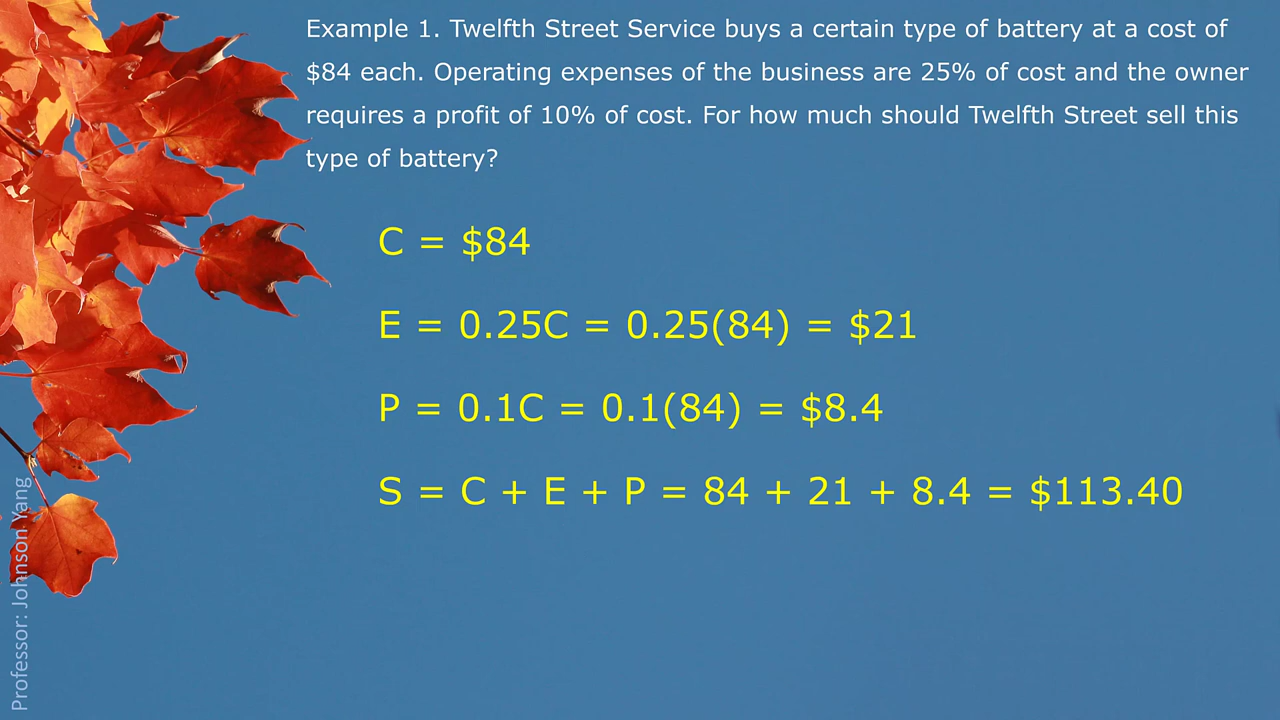 Example 1. Twelfth Street Service buys a certain type of battery at a cost of
$84 each. Operating expenses of the business are 25% of cost and the owner
requires a profit of 10% of cost. For how much should Twelfth Street sell this
type of battery?
C = $84
E = 0.25C = 0.25(84) = $21
P = 0.1C = 0.1(84) = $8.4
S = C + E + P = 84 + 21 + 8.4 = $113.40
Professor: Johnson Yang